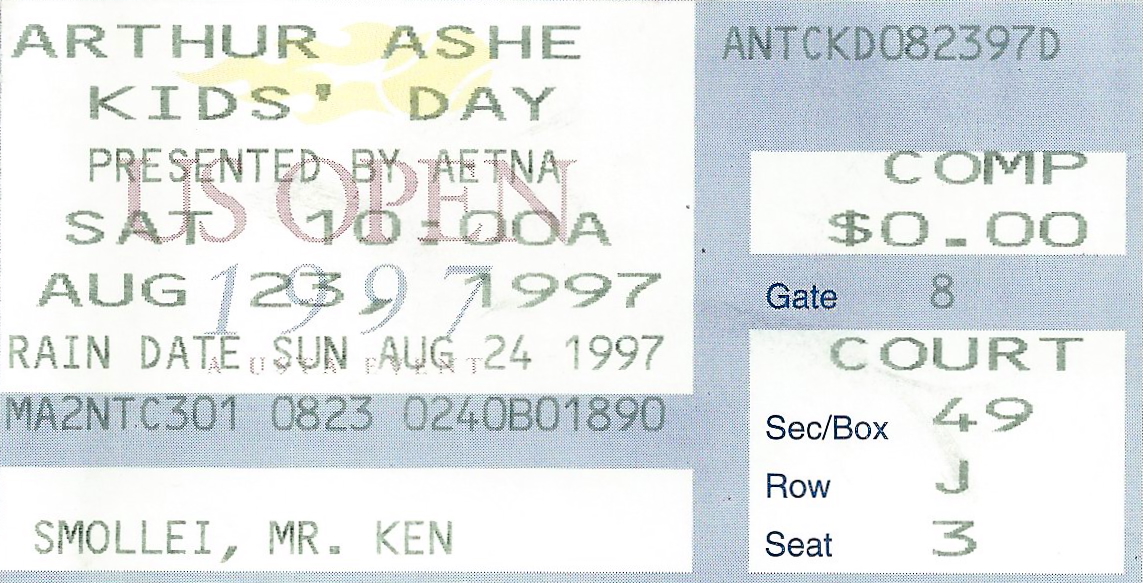 ARTHUR ASHE
KIDS' DAY
PRESENTED BY AETNA
US OPEN
SAT 10:00A
AUG 23, 1997
1997
RAIN DATE SUN AUG 24 1997
A USTA EVENT
MA2NTC301 0823 0240B01890
SMOLLEI, MR. KEN
ANTCKD082397D
COMP
$0.00
Gate 8
COURT
Sec/Box 49
Row J
Seat 3